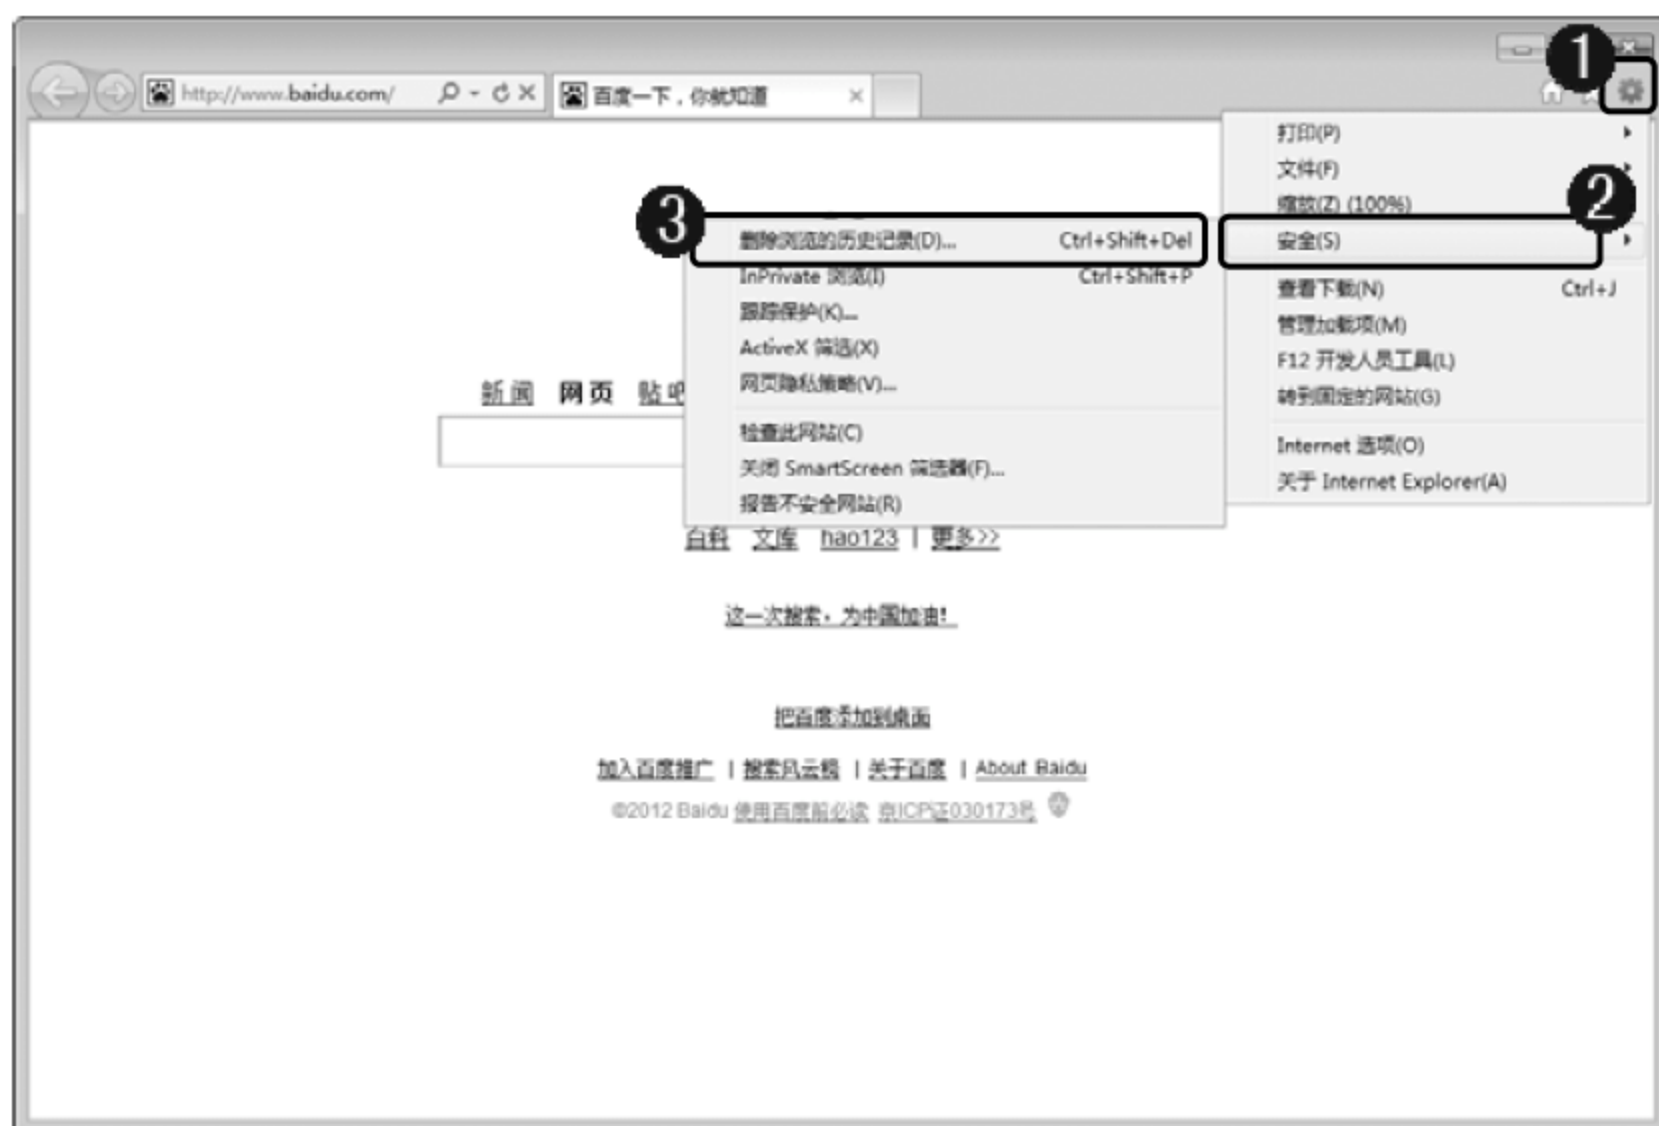 1
http://www.baidu.com/
百度一下，你就知道
打印(P)
文件(F)
2
缩放(Z) (100%)
3
删除浏览的历史记录(D)... Ctrl+Shift+Del
安全(S)
InPrivate 浏览(I) Ctrl+Shift+P
查看下载(N) Ctrl+J
跟踪保护(K)...
管理加载项(M)
ActiveX 筛选(X)
F12 开发人员工具(L)
网页隐私策略(V)...
转到固定的网站(G)
新闻 网页 贴吧
检查此网站(C)
Internet 选项(O)
关闭 SmartScreen 筛选器(F)...
关于 Internet Explorer(A)
报告不安全网站(R)
百科 文库 hao123 | 更多>>
这一次搜索，为中国加油！
把百度添加到桌面
加入百度推广 | 搜索风云榜 | 关于百度 | About Baidu
©2012 Baidu 使用百度前必读 京ICP证030173号